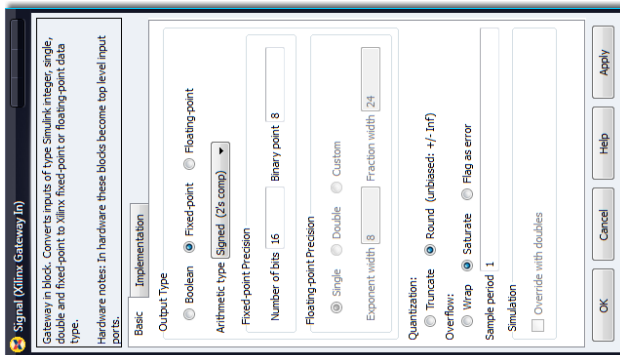 Signal (Xilinx Gateway In)
Gateway in block. Converts inputs of type Simulink integer, single,
double and fixed-point to Xilinx fixed-point or floating-point data
type.
Hardware notes: In hardware these blocks become top level input
ports.
Basic Implementation
Output Type
Boolean Fixed-point Floating-point
Arithmetic type Signed (2's comp)
Fixed-point Precision
Number of bits 16 Binary point 8
Floating-point Precision
Single Double Custom
Exponent width 8 Fraction width 24
Quantization:
Truncate Round (unbiased: +/- Inf)
Overflow:
Wrap Saturate Flag as error
Sample period 1
Simulation
Override with doubles
OK Cancel Help Apply